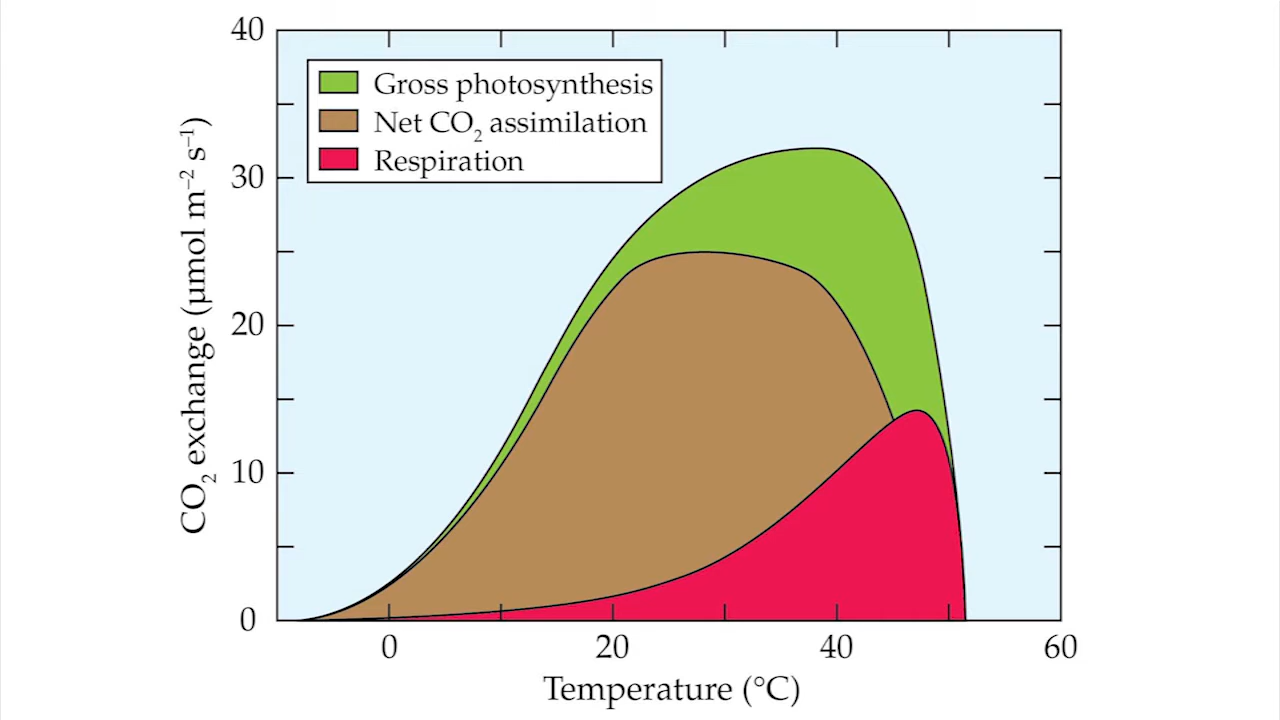 40
Gross photosynthesis
Net CO₂ assimilation
Respiration
30
20
10
0
CO₂ exchange (µmol m⁻² s⁻¹)
0 20 40 60
Temperature (°C)